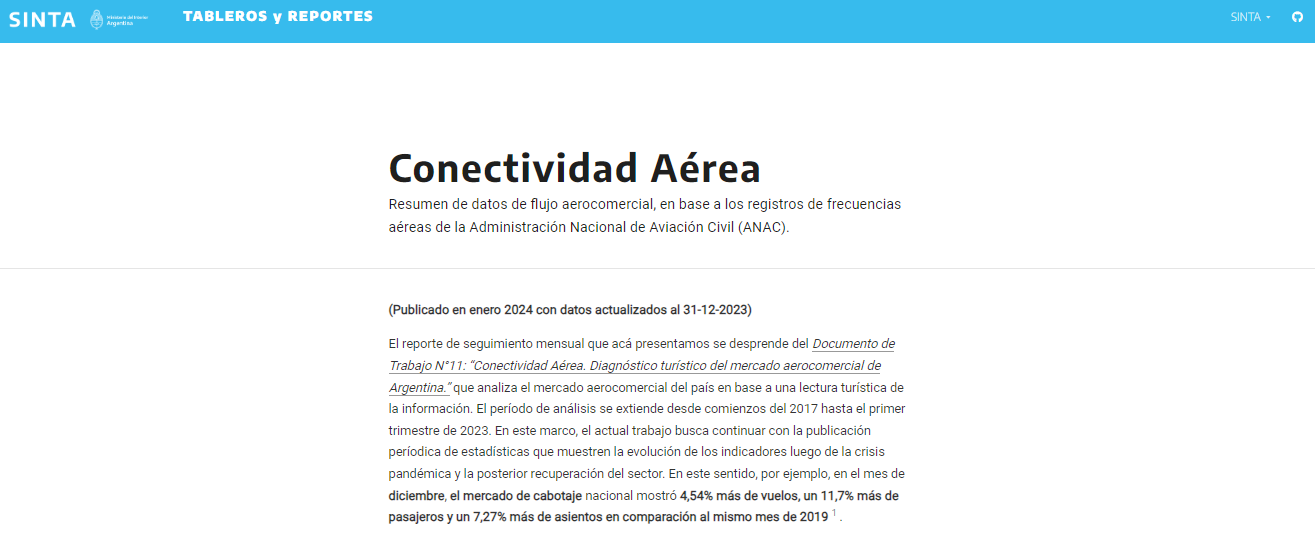 SINTA
Ministerio del Interior
Argentina
TABLEROS y REPORTES
SINTA
Conectividad Aérea
Resumen de datos de flujo aerocomercial, en base a los registros de frecuencias
aéreas de la Administración Nacional de Aviación Civil (ANAC).
(Publicado en enero 2024 con datos actualizados al 31-12-2023)
El reporte de seguimiento mensual que acá presentamos se desprende del Documento de
Trabajo N°11: “Conectividad Aérea. Diagnóstico turístico del mercado aerocomercial de
Argentina.” que analiza el mercado aerocomercial del país en base a una lectura turística de
la información. El período de análisis se extiende desde comienzos del 2017 hasta el primer
trimestre de 2023. En este marco, el actual trabajo busca continuar con la publicación
períodica de estadísticas que muestren la evolución de los indicadores luego de la crisis
pandémica y la posterior recuperación del sector. En este sentido, por ejemplo, en el mes de
diciembre, el mercado de cabotaje nacional mostró 4,54% más de vuelos, un 11,7% más de
pasajeros y un 7,27% más de asientos en comparación al mismo mes de 2019 1 .